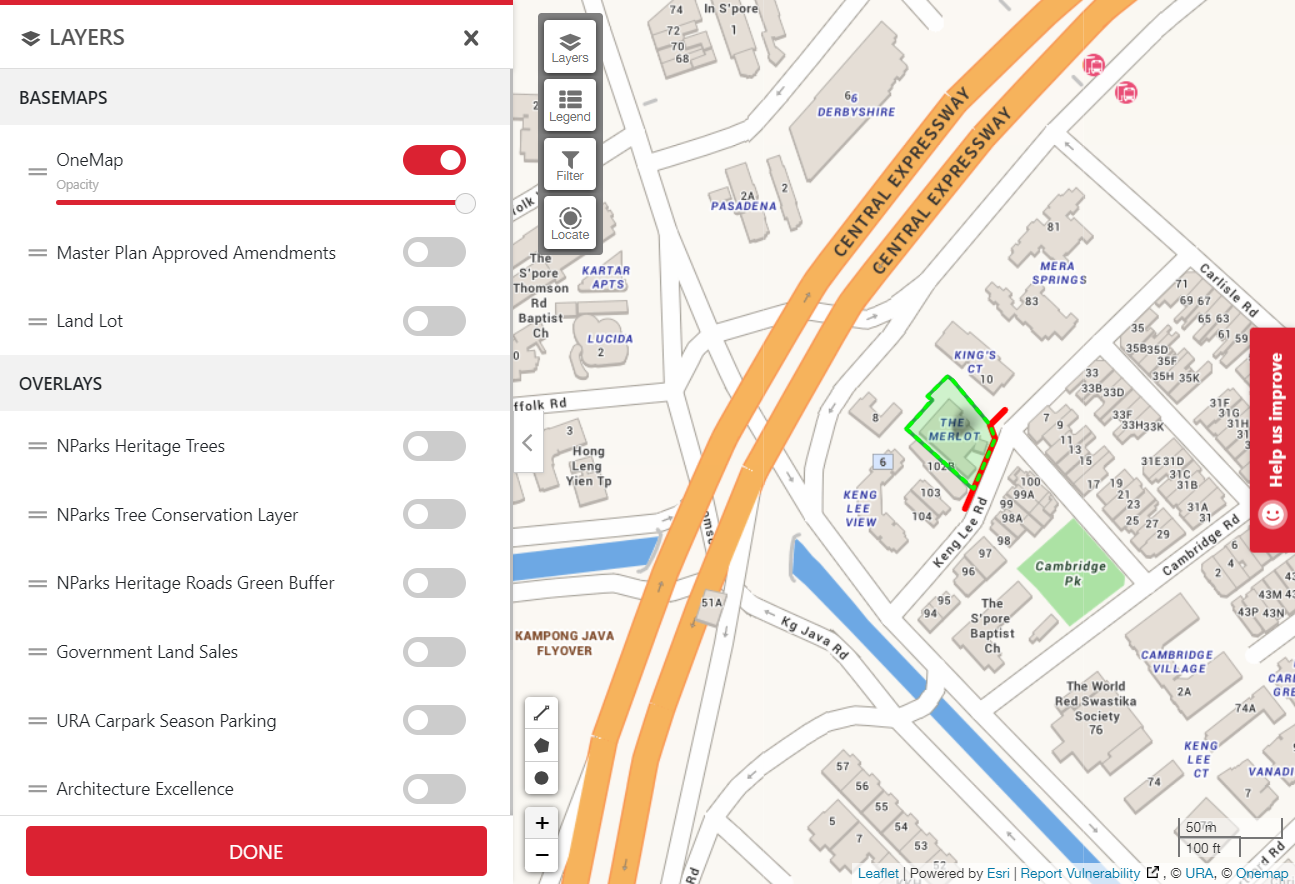 LAYERS
BASEMAPS
OneMap
Opacity
Master Plan Approved Amendments
Land Lot
OVERLAYS
NParks Heritage Trees
NParks Tree Conservation Layer
NParks Heritage Roads Green Buffer
Government Land Sales
URA Carpark Season Parking
Architecture Excellence
DONE
Layers
Legend
Filter
Locate
74
In S'pore
72
1
70
68
66
DERBYSHIRE
CENTRAL EXPRESSWAY
CENTRAL EXPRESSWAY
2A
2
PASADENA
81
MERA
SPRINGS
83
The
S'pore
Thomson
Rd
Baptist
Ch
KARTAR
APTS
LUCIDA
2
Carlisle Rd
71
69 67
65 63
61 59
35
35B 35D
35F
35H 35K
KING'S
CT
10
8
THE
MERLOT
33
33B 33D
33F
33H 33K
31F
31G
31H
31
7
9
11
13
15
31E 31D
31C
31B
31A
31
17 19
21
23
25 27
29
ffolk Rd
3
Hong
Leng
Yien Tp
6
KENG
LEE
VIEW
103
104
Keng Lee Rd
100
99A
99
98A
98
97
96
95
94
Cambridge
Pk
Cambridge Rd
6
4
2
43
43M 43
43P 43N
51A
KAMPONG JAVA
FLYOVER
Kg Java Rd
The
S'pore
Baptist
Ch
CAMBRIDGE
VILLAGE
2A
The World
Red Swastika
Society
76
74A
KENG
LEE
CT
74
7
57
56
55
54
53
52
5
7
50 m
100 ft
Help us improve
+
−
Leaflet | Powered by Esri | Report Vulnerability , © URA, © Onemap